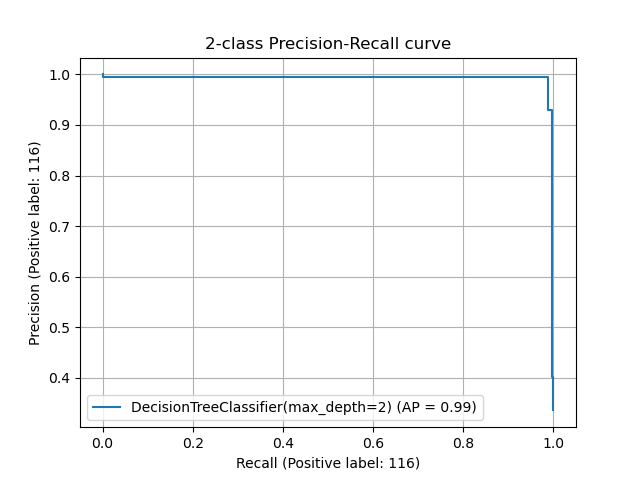 2-class Precision-Recall curve
1.0
0.9
0.8
0.7
0.6
0.5
0.4
Precision (Positive label: 116)
DecisionTreeClassifier(max_depth=2) (AP = 0.99)
0.0 0.2 0.4 0.6 0.8 1.0
Recall (Positive label: 116)